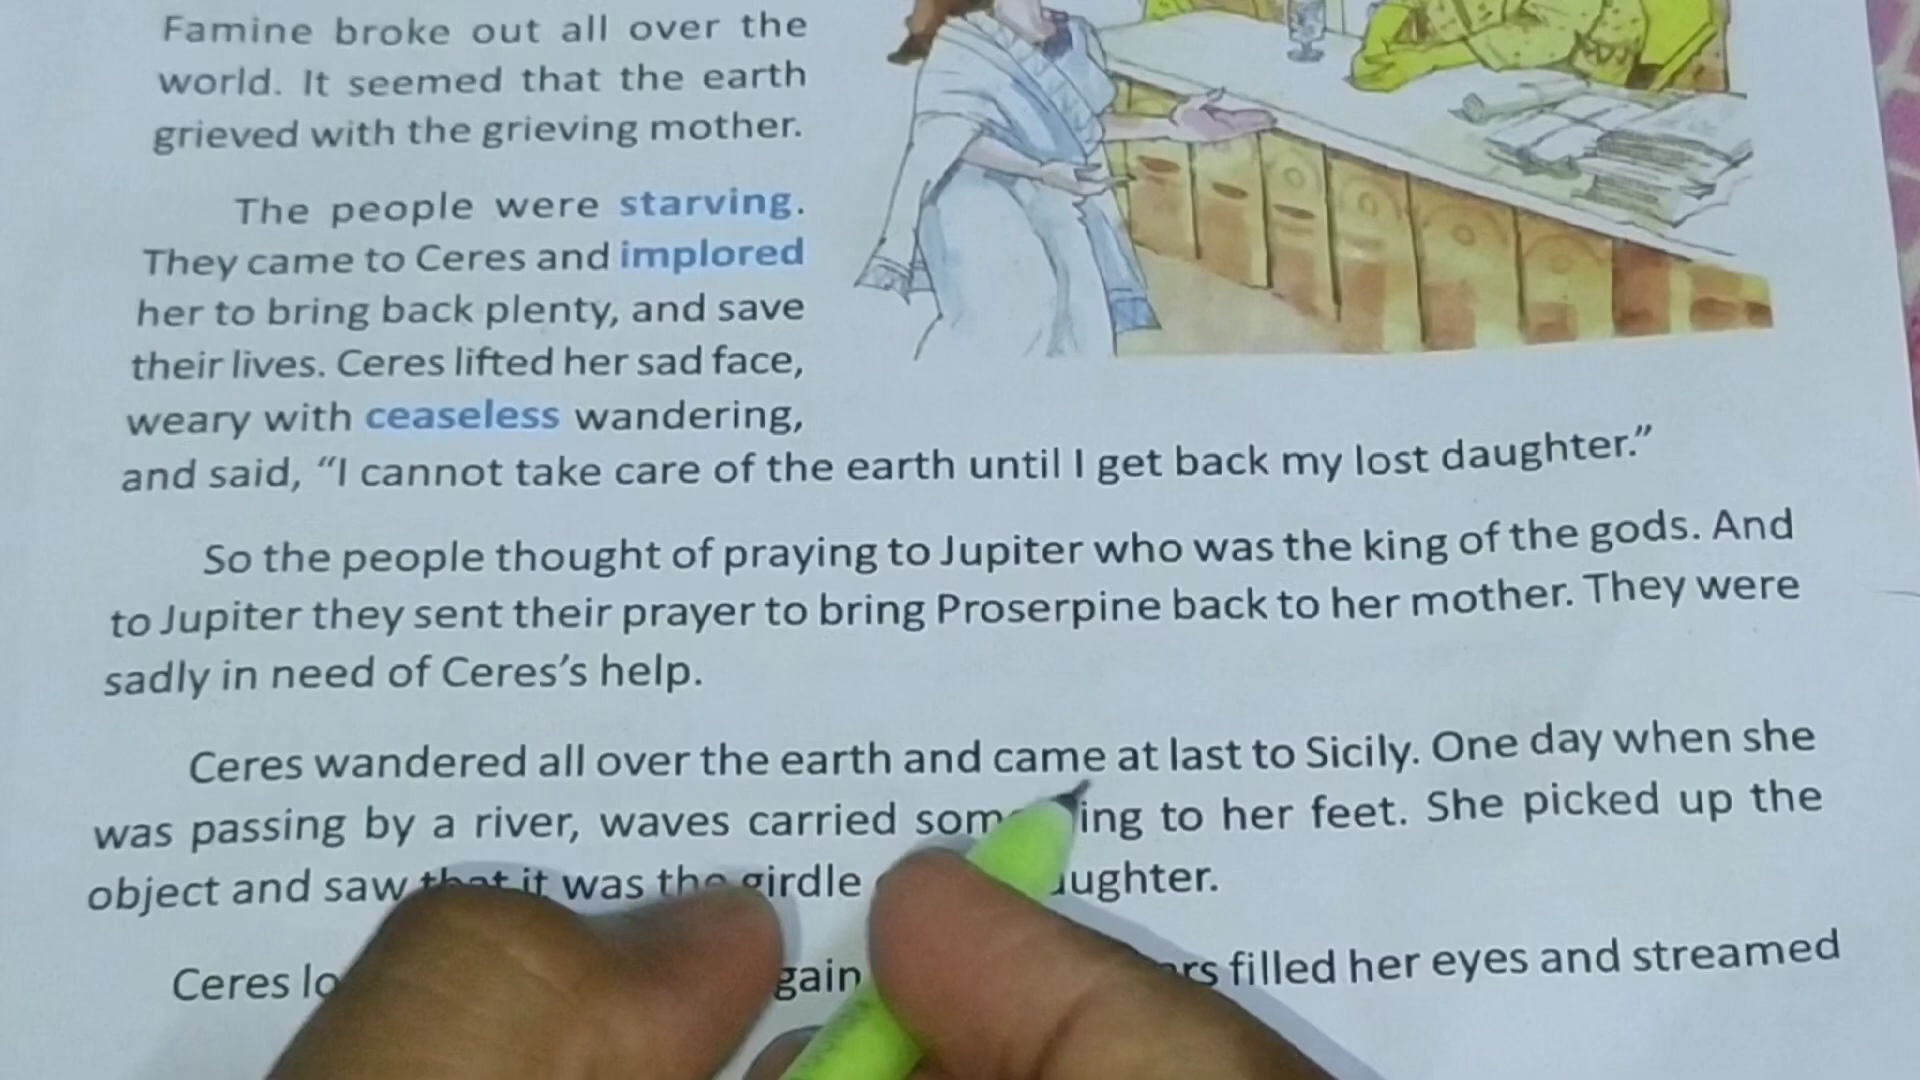 Famine broke out all over the
world. It seemed that the earth
grieved with the grieving mother.
The people were starving.
They came to Ceres and implored
her to bring back plenty, and save
their lives. Ceres lifted her sad face,
weary with ceaseless wandering,
and said, “I cannot take care of the earth until I get back my lost daughter.”
So the people thought of praying to Jupiter who was the king of the gods. And
to Jupiter they sent their prayer to bring Proserpine back to her mother. They were
sadly in need of Ceres’s help.
Ceres wandered all over the earth and came at last to Sicily. One day when she
was passing by a river, waves carried to her feet. She picked up the
object and saw that it was the girdle
Ceres filled her eyes and streamed